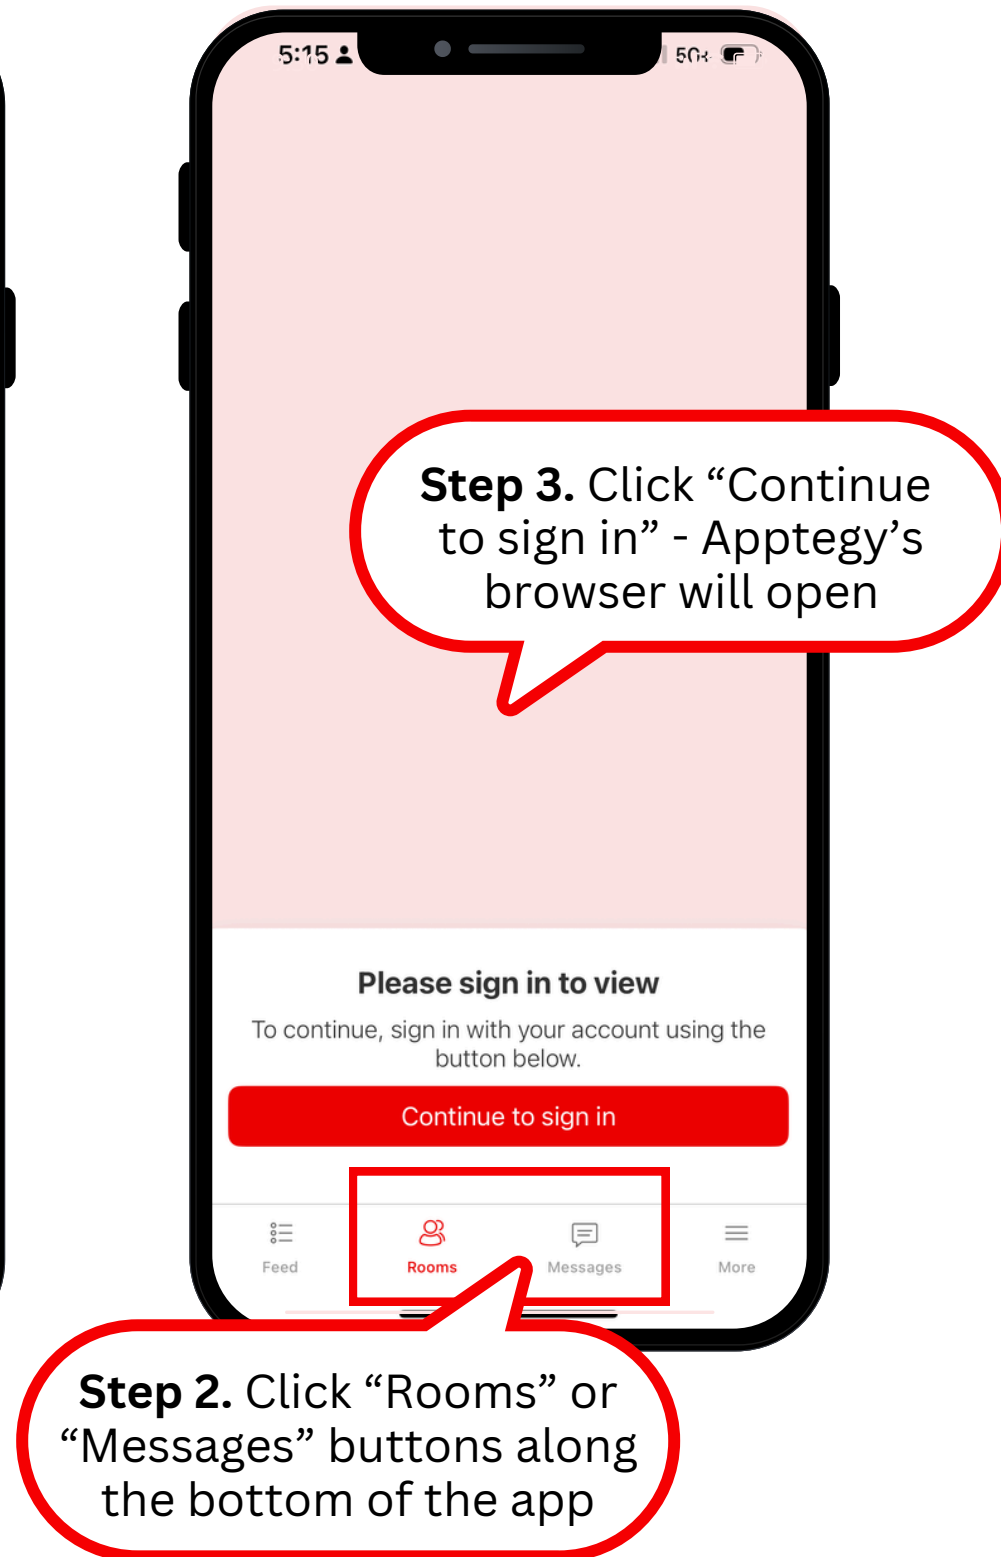 5:15
Step 3. Click “Continue
to sign in” - Apptegy’s
browser will open
Please sign in to view
To continue, sign in with your account using the
button below.
Continue to sign in
Feed Rooms Messages More
Step 2. Click “Rooms” or
“Messages” buttons along
the bottom of the app